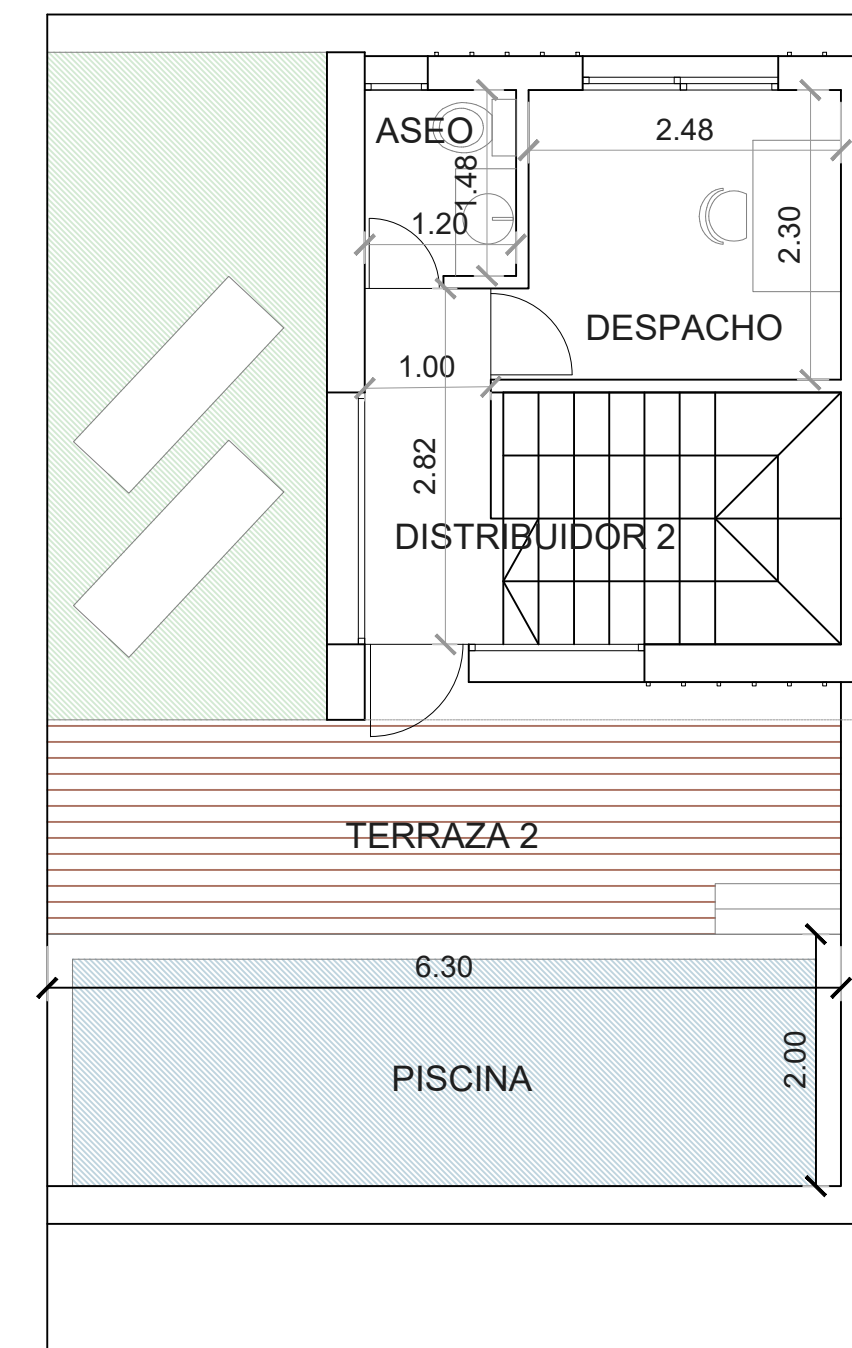 ASEO
2.48
1.48
1.20
2.30
DESPACHO
1.00
2.82
DISTRIBUIDOR 2
TERRAZA 2
6.30
2.00
PISCINA